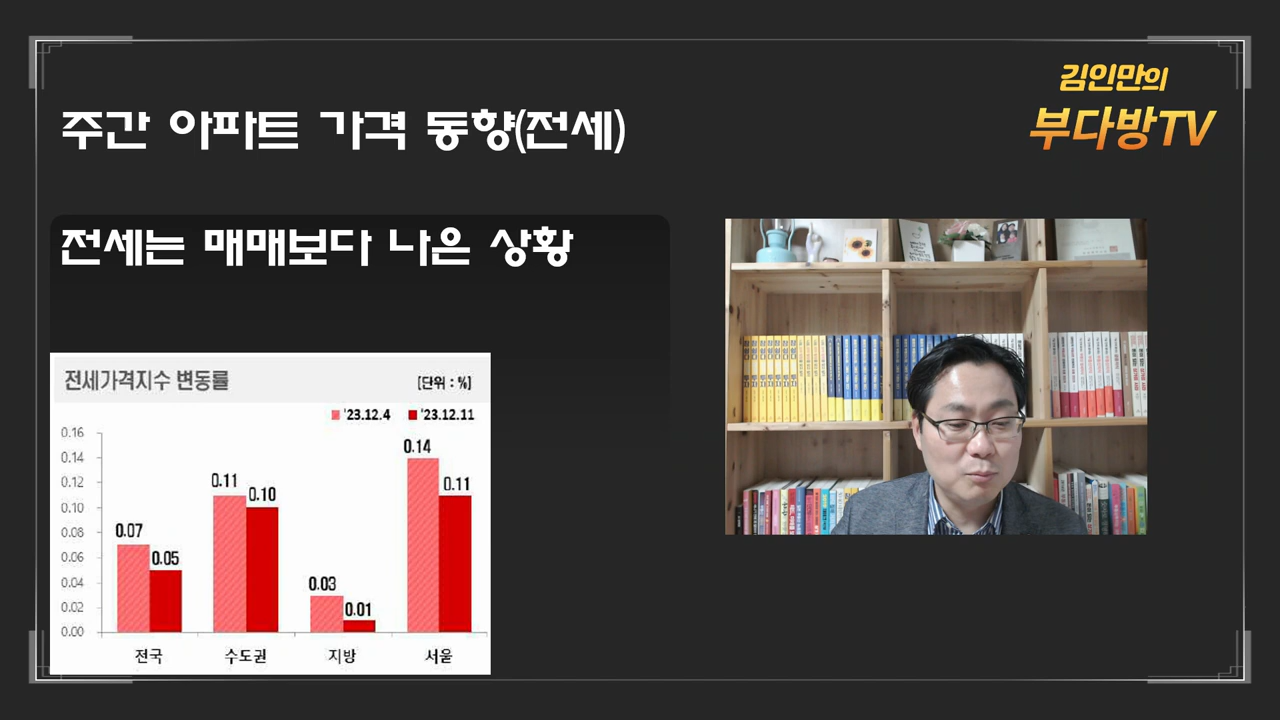 김인만의
부다방TV
주간 아파트 가격 동향(전세)
전세는 매매보다 나은 상황
전세가격지수 변동률
[단위 : %]
'23.12.4 '23.12.11
0.16
0.14
0.12
0.10
0.08
0.06
0.04
0.02
0.00
0.07 0.05
0.11 0.10
0.03 0.01
0.14 0.11
전국 수도권 지방 서울